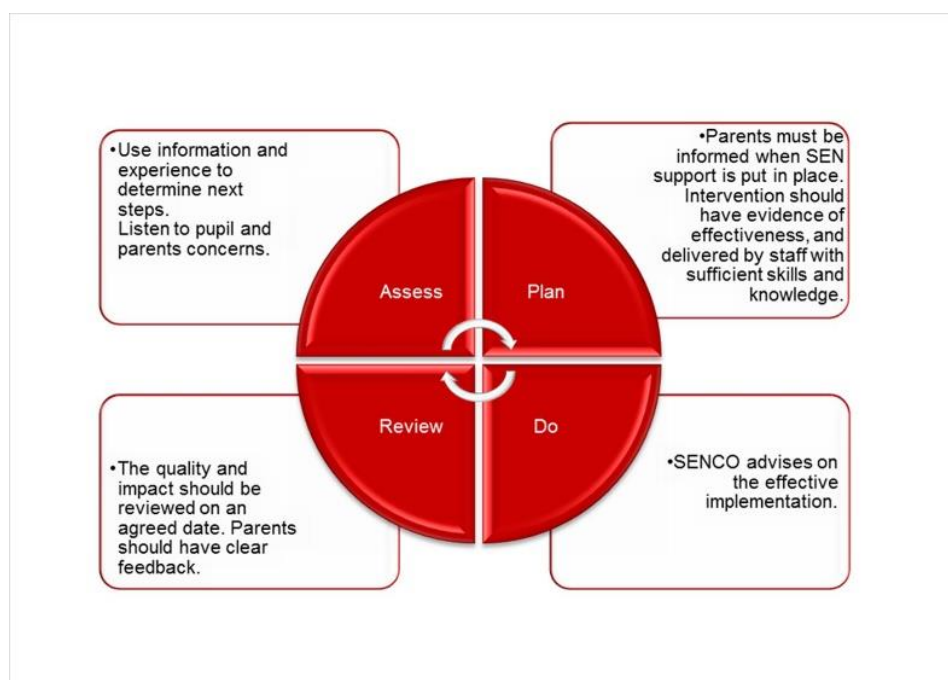 •Use information and
experience to
determine next
steps.
Listen to pupil and
parents concerns.
•Parents must be
informed when SEN
support is put in place.
Intervention should
have evidence of
effectiveness, and
delivered by staff with
sufficient skills and
knowledge.
Assess
Plan
Review
Do
•The quality and
impact should be
reviewed on an
agreed date. Parents
should have clear
feedback.
•SENCO advises on
the effective
implementation.